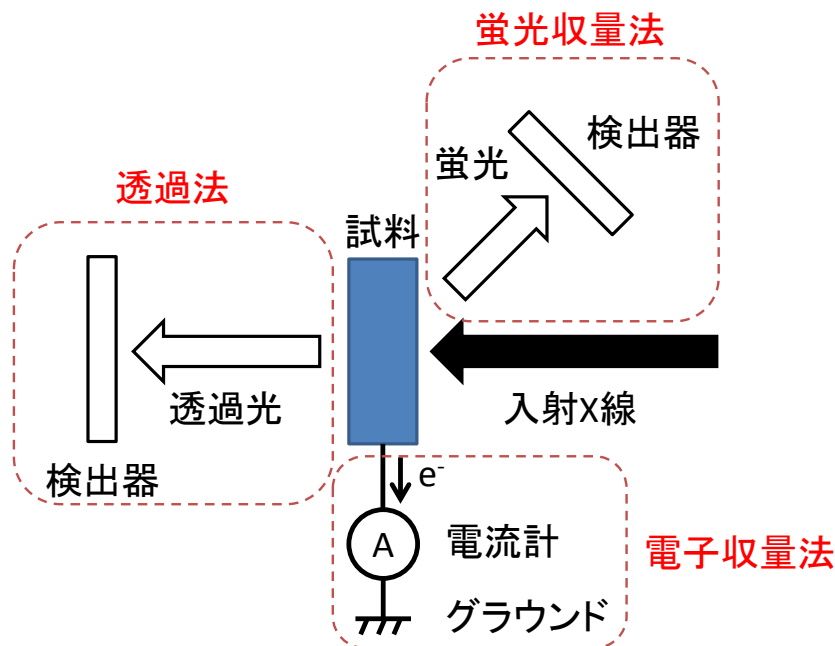 蛍光収量法
検出器
蛍光
透過法
試料
透過光
入射X線
検出器
e-
A
電流計
電子収量法
グラウンド